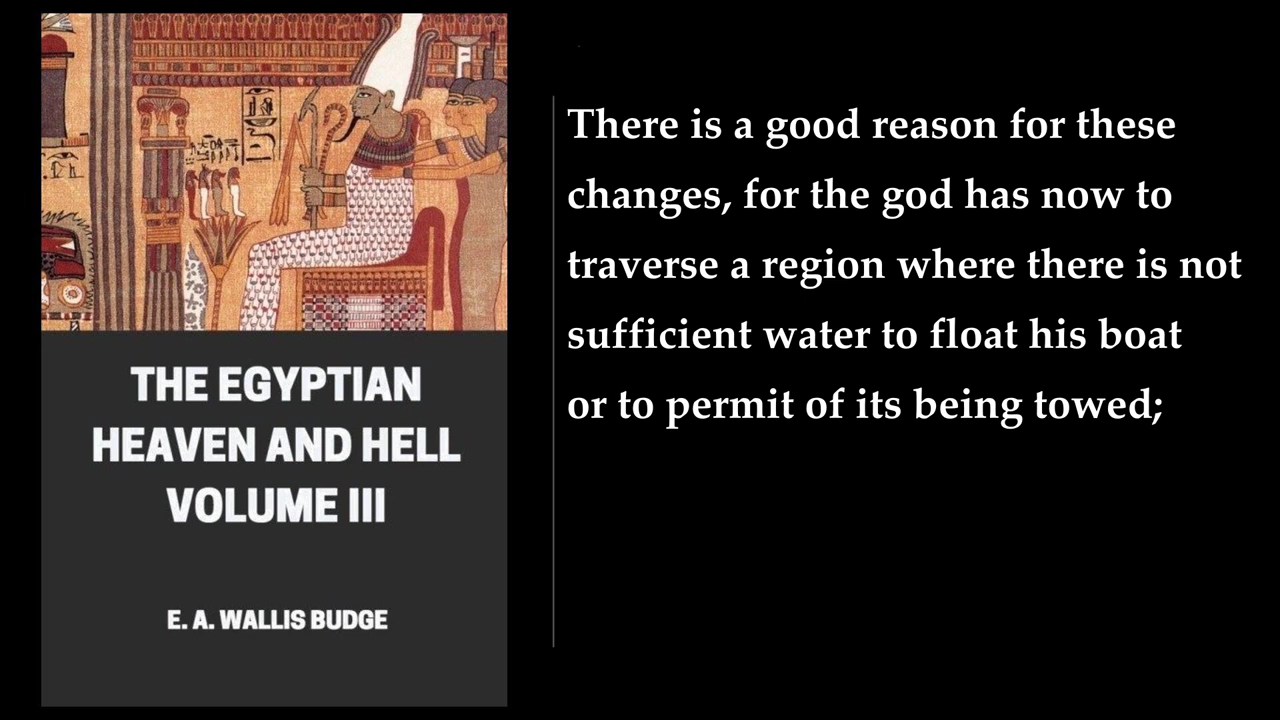 THE EGYPTIAN
HEAVEN AND HELL
VOLUME III
E. A. WALLIS BUDGE
There is a good reason for these
changes, for the god has now to
traverse a region where there is not
sufficient water to float his boat
or to permit of its being towed;